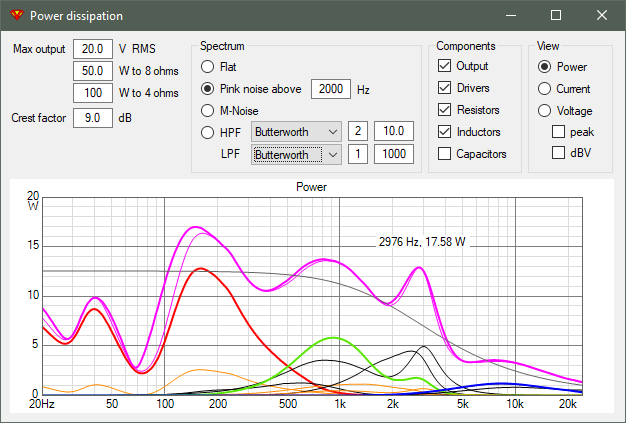 Power dissipation
Max output 20.0 V RMS
50.0 W to 8 ohms
100 W to 4 ohms
Crest factor 9.0 dB
Spectrum
Flat
Pink noise above 2000 Hz
M-Noise
HPF Butterworth 2 10.0
LPF Butterworth 1 1000
Components
Output
Drivers
Resistors
Inductors
Capacitors
View
Power
Current
Voltage
peak
dBV
Power
20
W
15
10
5
0
2976 Hz, 17.58 W
20Hz 50 100 200 500 1k 2k 5k 10k 20k